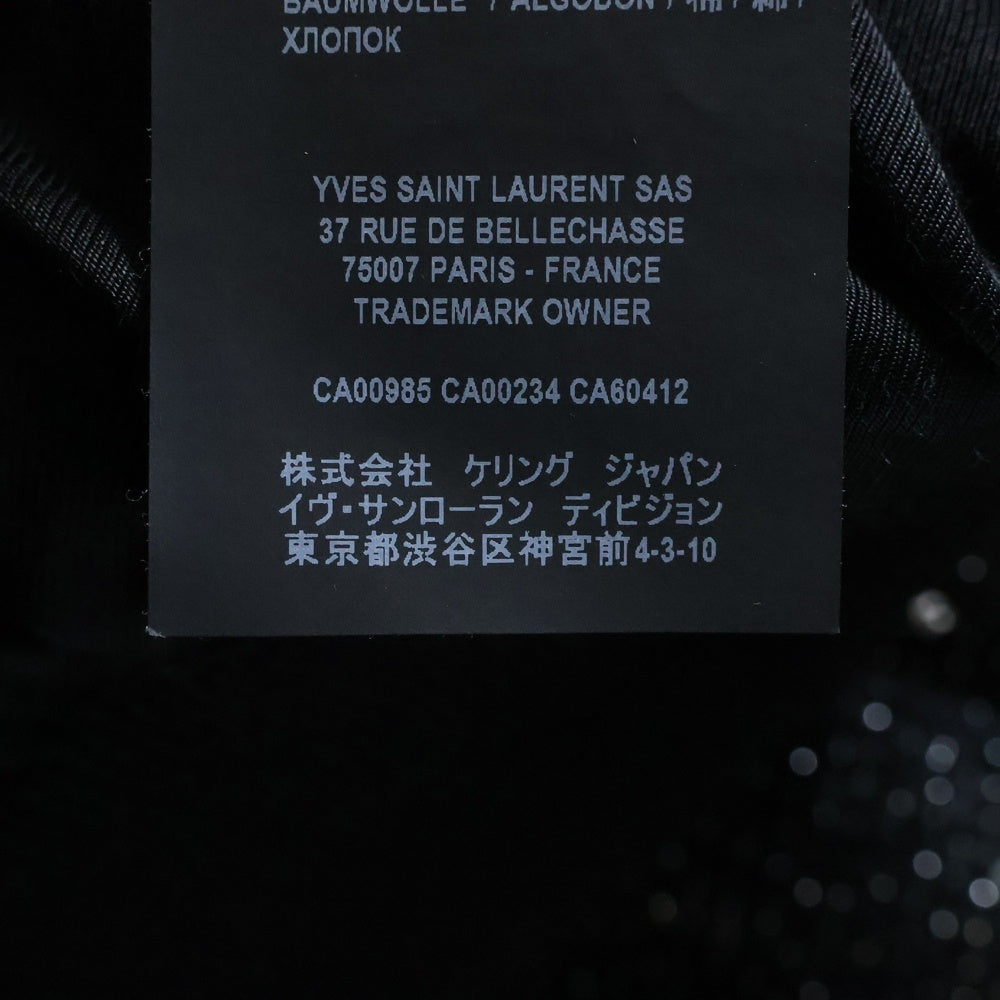 BAUMWOLLE / ALGODON / 棉 / 綿 /
ХЛОПОК
YVES SAINT LAURENT SAS
37 RUE DE BELLECHASSE
75007 PARIS - FRANCE
TRADEMARK OWNER
CA00985 CA00234 CA60412
株式会社 ケリング ジャパン
イヴ・サンローラン ディビジョン
東京都渋谷区神宮前4-3-10